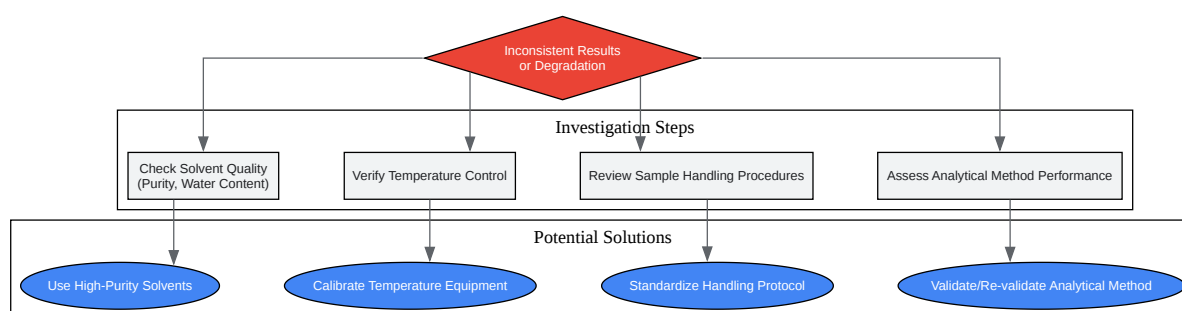 Inconsistent Results
or Degradation
Investigation Steps
Check Solvent Quality
(Purity, Water Content)
Verify Temperature Control
Review Sample Handling Procedures
Assess Analytical Method Performance
Potential Solutions
Use High-Purity Solvents
Calibrate Temperature Equipment
Standardize Handling Protocol
Validate/Re-validate Analytical Method